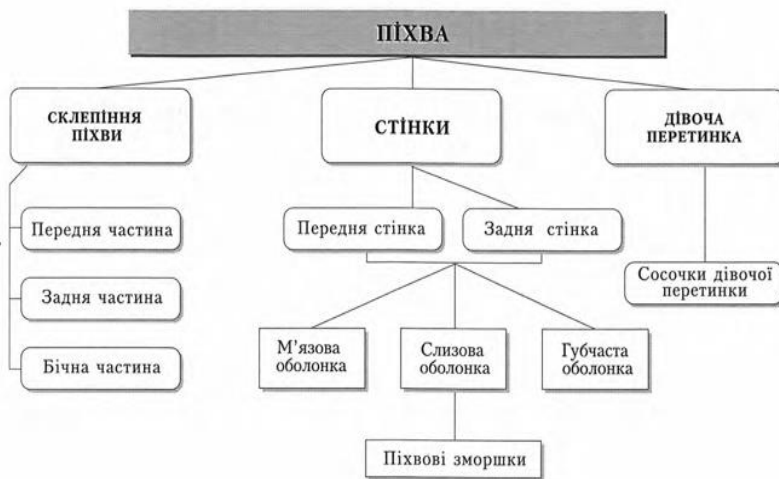 ПІХВА
СКЛЕПІННЯ
ПІХВИ
Передня частина
Задня частина
Бічна частина
СТІНКИ
Передня стінка
Задня стінка
М’язова
оболонка
Слизова
оболонка
Губчаста
оболонка
Піхвові зморшки
ДІВОЧА
ПЕРЕТИНКА
Сосочки дівочої
перетинки